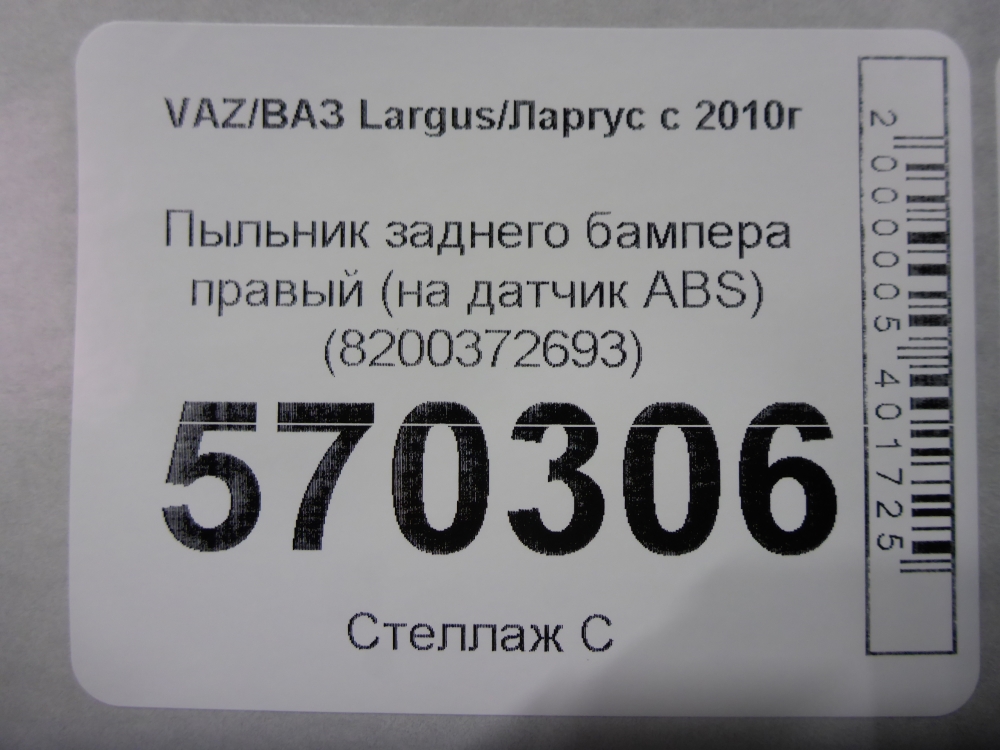 VAZ/ВАЗ Largus/Ларгус с 2010г
Пыльник заднего бампера
правый (на датчик ABS)
(8200372693)
570306
Стеллаж С
2000005401725